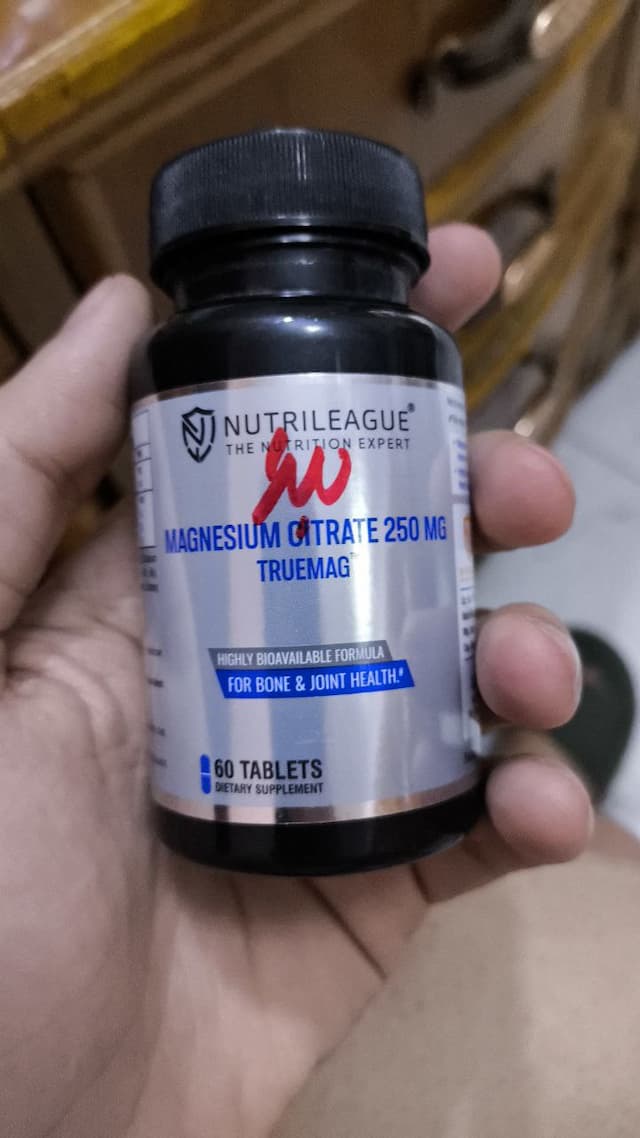 NUTRILEAGUE®
THE NUTRITION EXPERT
MAGNESIUM CITRATE 250 MG
TRUEMAG™
HIGHLY BIOAVAILABLE FORMULA
FOR BONE & JOINT HEALTH.#
60 TABLETS
DIETARY SUPPLEMENT